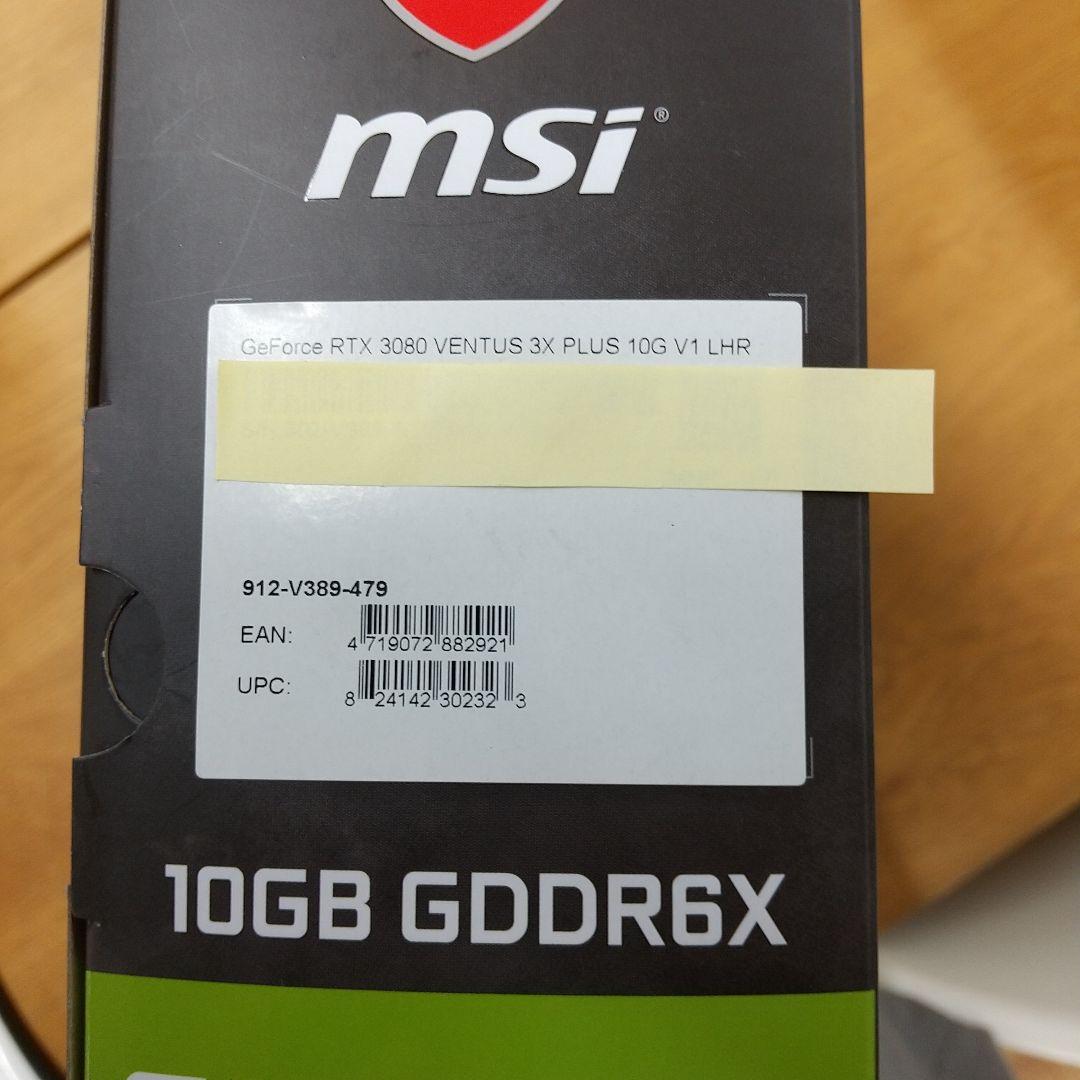 msi®
GeForce RTX 3080 VENTUS 3X PLUS 10G V1 LHR
912-V389-479
EAN: 4 719072 882921
UPC: 8 24142 30232 3
10GB GDDR6X